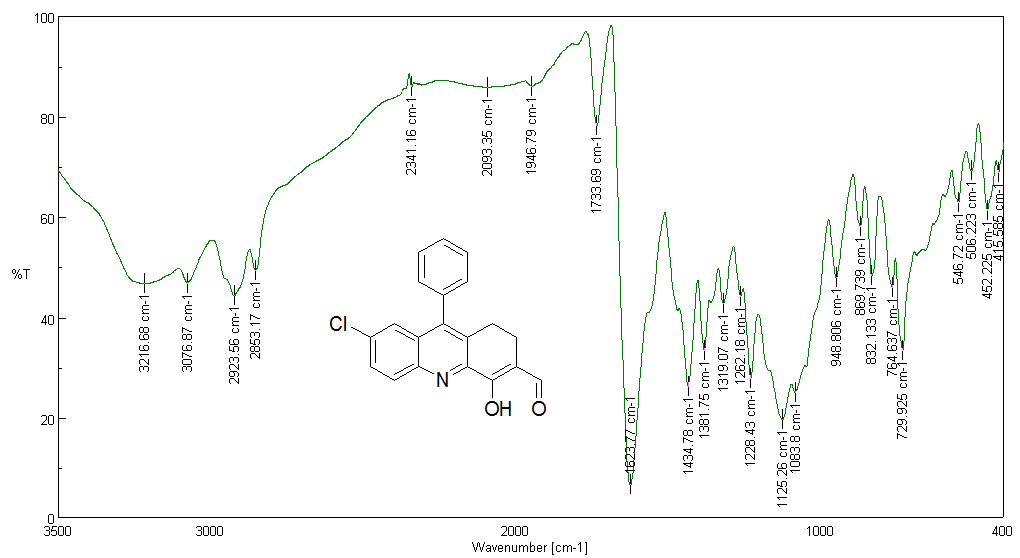 100
80
60
%T
40
20
0
3500
3000
2000
1000
400
Wavenumber [cm-1]
3216.68 cm-1
3076.87 cm-1
2923.56 cm-1
2853.17 cm-1
2341.16 cm-1
2093.35 cm-1
1946.79 cm-1
1733.69 cm-1
1623.77 cm-1
1434.78 cm-1
1381.75 cm-1
1319.07 cm-1
1262.18 cm-1
1228.43 cm-1
1125.26 cm-1
1083.8 cm-1
948.806 cm-1
869.739 cm-1
832.133 cm-1
764.637 cm-1
729.925 cm-1
546.72 cm-1
506.223 cm-1
452.225 cm-1
415.585 cm-1
Cl
N
OH
O